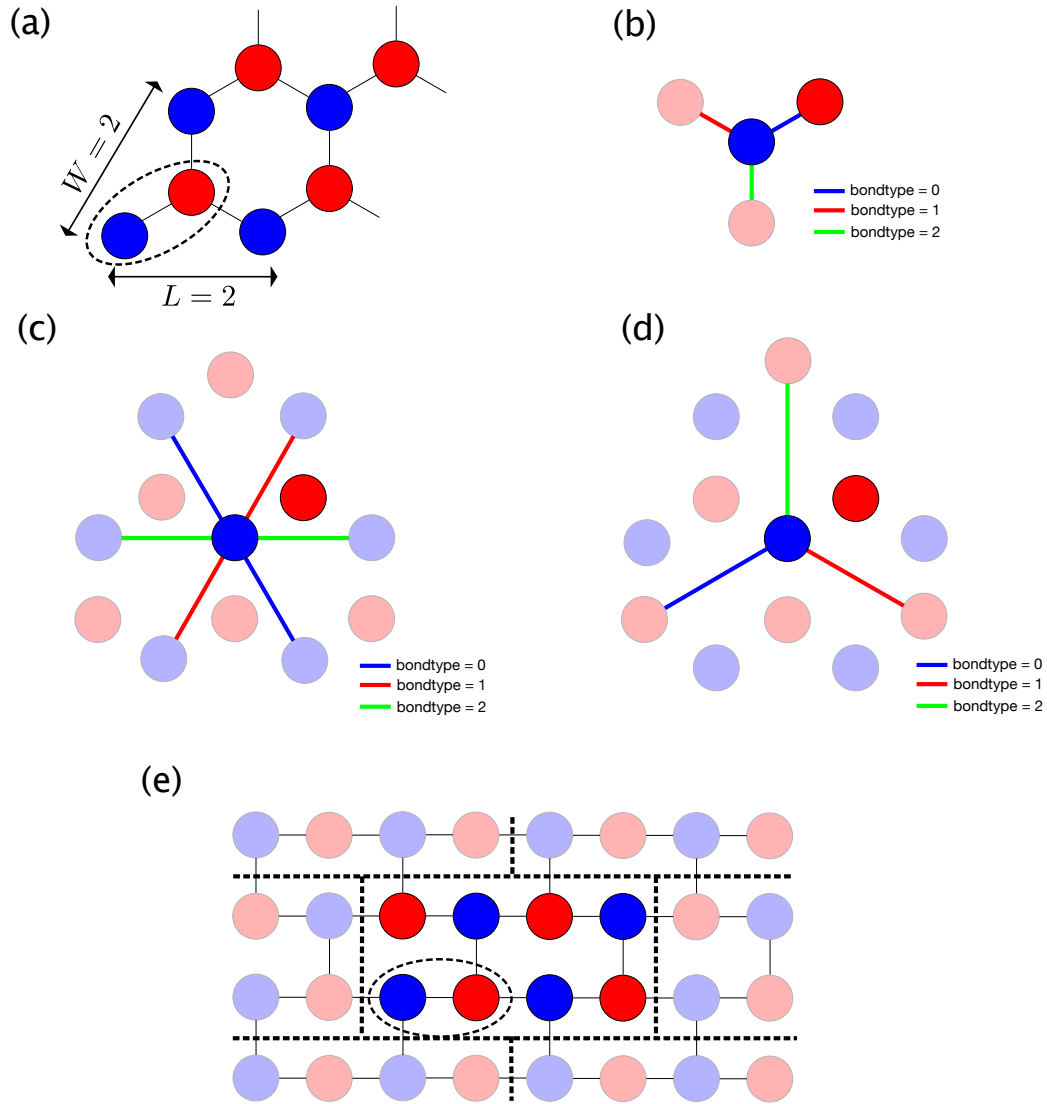 (a)
W = 2
L = 2
(b)
bondtype = 0
bondtype = 1
bondtype = 2
(c)
bondtype = 0
bondtype = 1
bondtype = 2
(d)
bondtype = 0
bondtype = 1
bondtype = 2
(e)